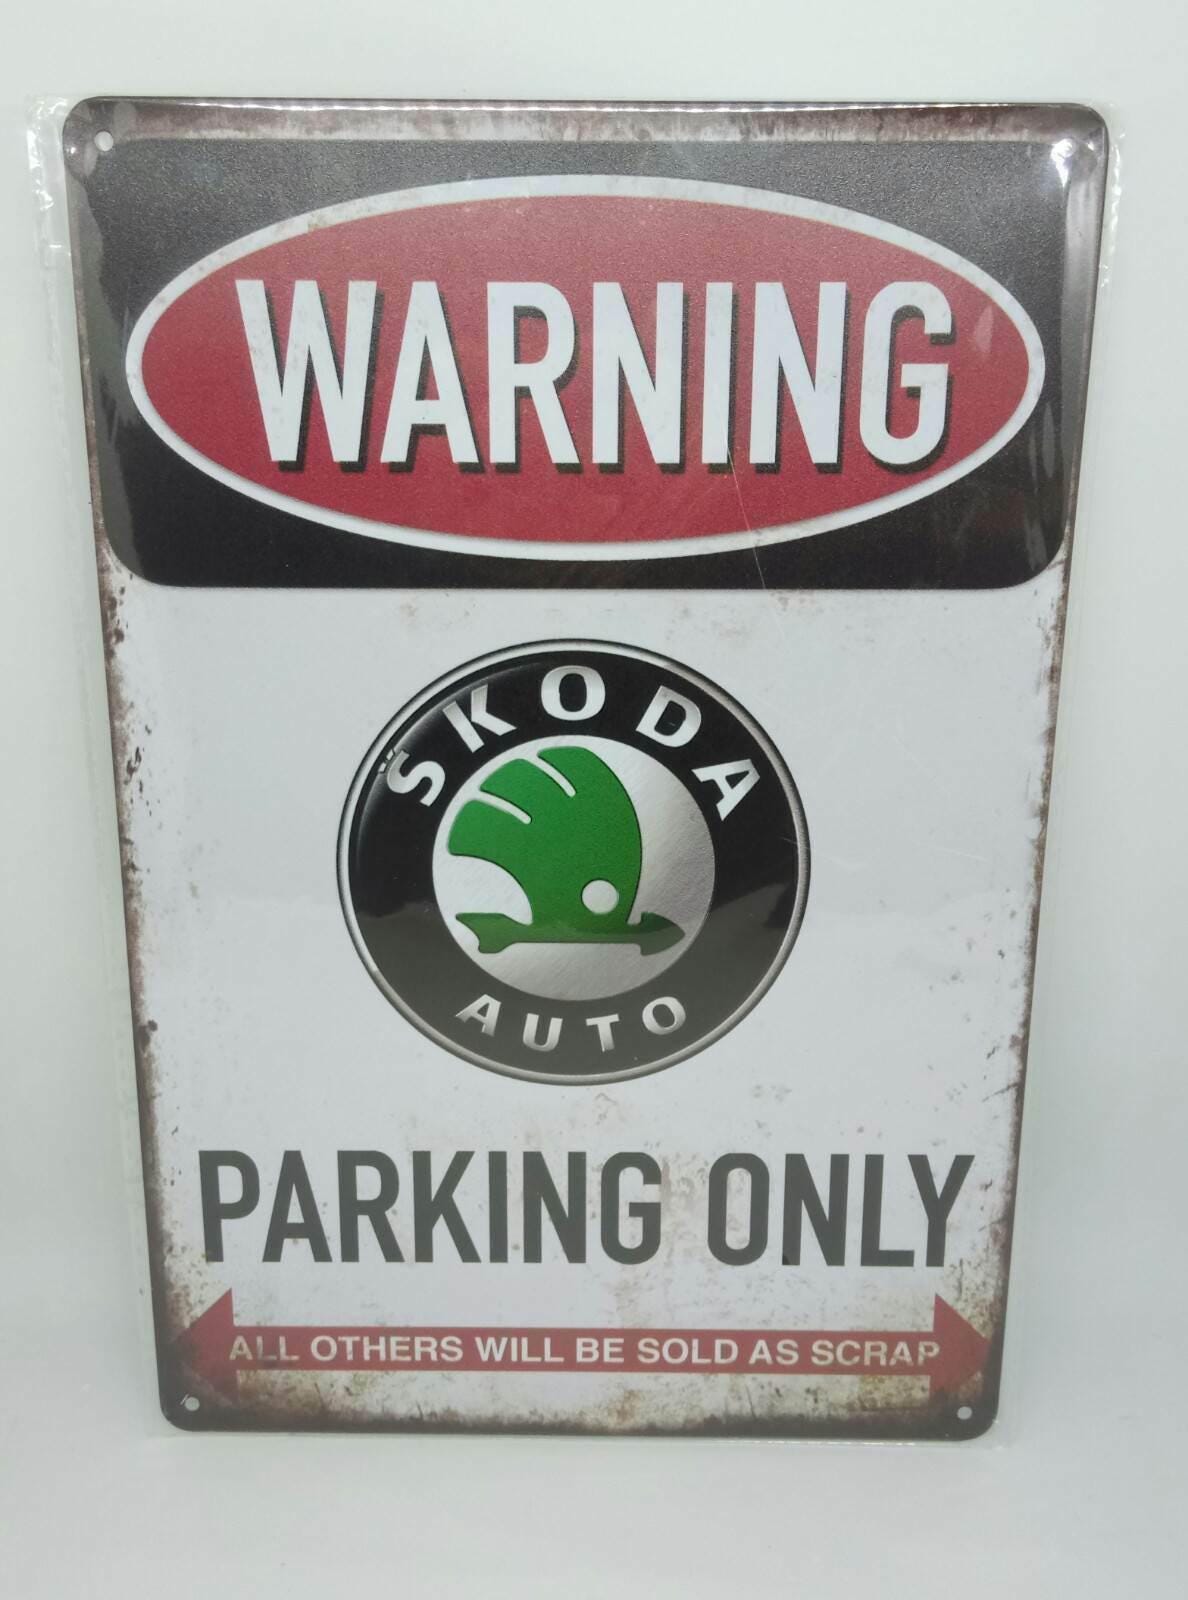 WARNING
ŠKODA
AUTO
PARKING ONLY
ALL OTHERS WILL BE SOLD AS SCRAP